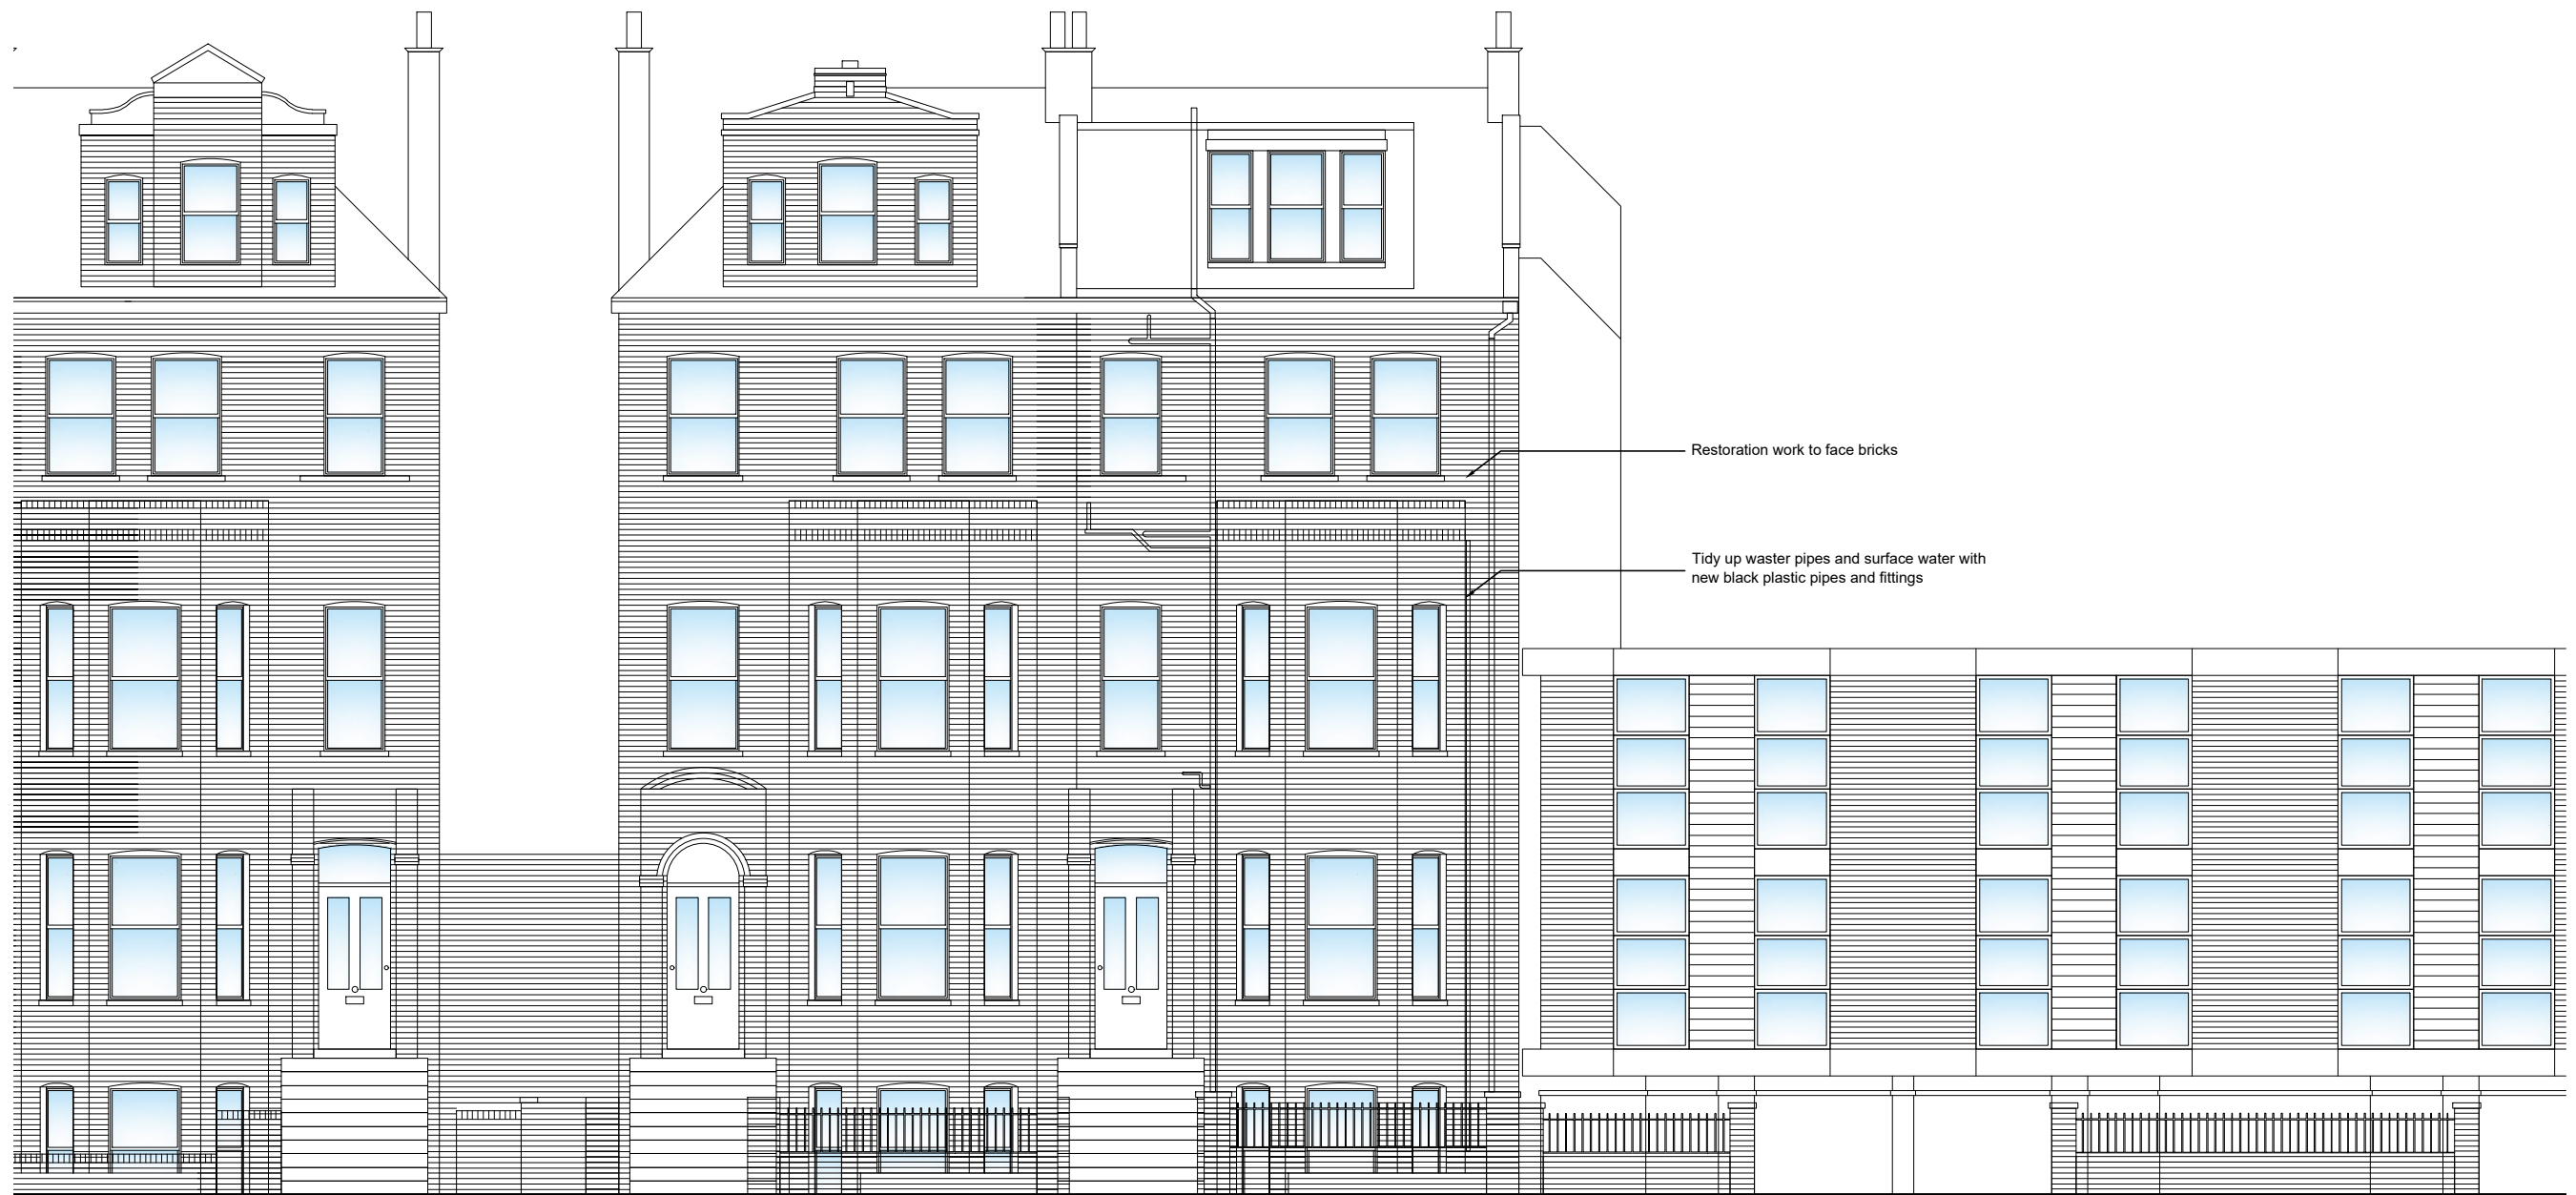 Restoration work to face bricks
Tidy up waster pipes and surface water with
new black plastic pipes and fittings